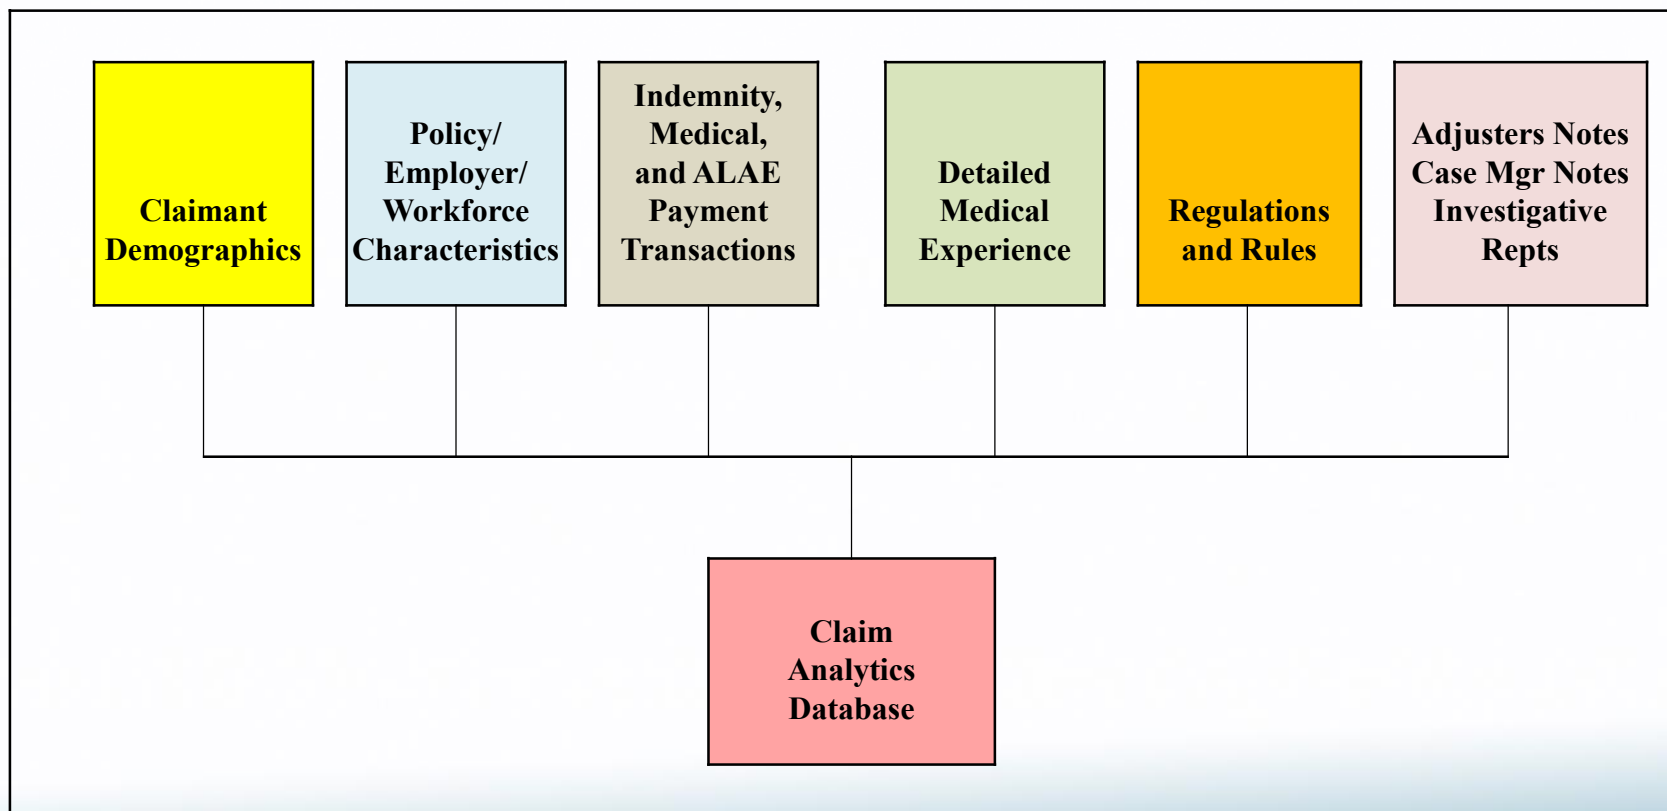 Claimant
Demographics
Policy/
Employer/
Workforce
Characteristics
Indemnity,
Medical,
and ALAE
Payment
Transactions
Detailed
Medical
Experience
Regulations
and Rules
Adjusters Notes
Case Mgr Notes
Investigative
Repts
Claim
Analytics
Database